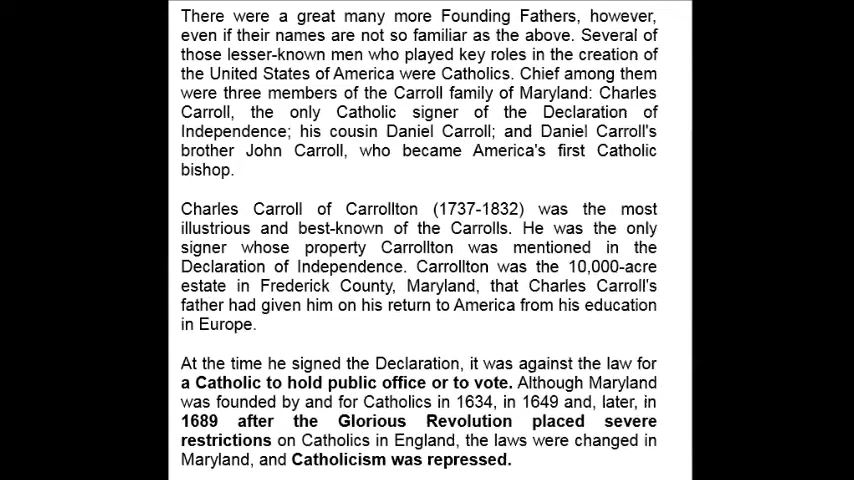 There were a great many more Founding Fathers, however,
even if their names are not so familiar as the above. Several of
those lesser-known men who played key roles in the creation of
the United States of America were Catholics. Chief among them
were three members of the Carroll family of Maryland: Charles
Carroll, the only Catholic signer of the Declaration of
Independence; his cousin Daniel Carroll; and Daniel Carroll's
brother John Carroll, who became America's first Catholic
bishop.
Charles Carroll of Carrollton (1737-1832) was the most
illustrious and best-known of the Carrolls. He was the only
signer whose property Carrollton was mentioned in the
Declaration of Independence. Carrollton was the 10,000-acre
estate in Frederick County, Maryland, that Charles Carroll's
father had given him on his return to America from his education
in Europe.
At the time he signed the Declaration, it was against the law for
a Catholic to hold public office or to vote. Although Maryland
was founded by and for Catholics in 1634, in 1649 and, later, in
1689 after the Glorious Revolution placed severe
restrictions on Catholics in England, the laws were changed in
Maryland, and Catholicism was repressed.